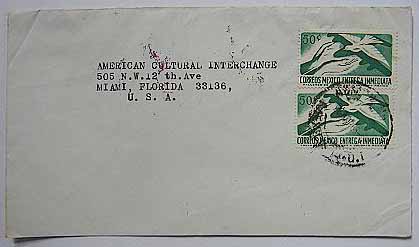 AMERICAN CULTURAL INTERCHANGE
505 N.W.12 th.Ave
MIAMI, FLORIDA 33136,
U. S. A.
50¢
CORREOS MEXICO ENTREGA INMEDIATA
50¢
CORREOS MEXICO ENTREGA INMEDIATA